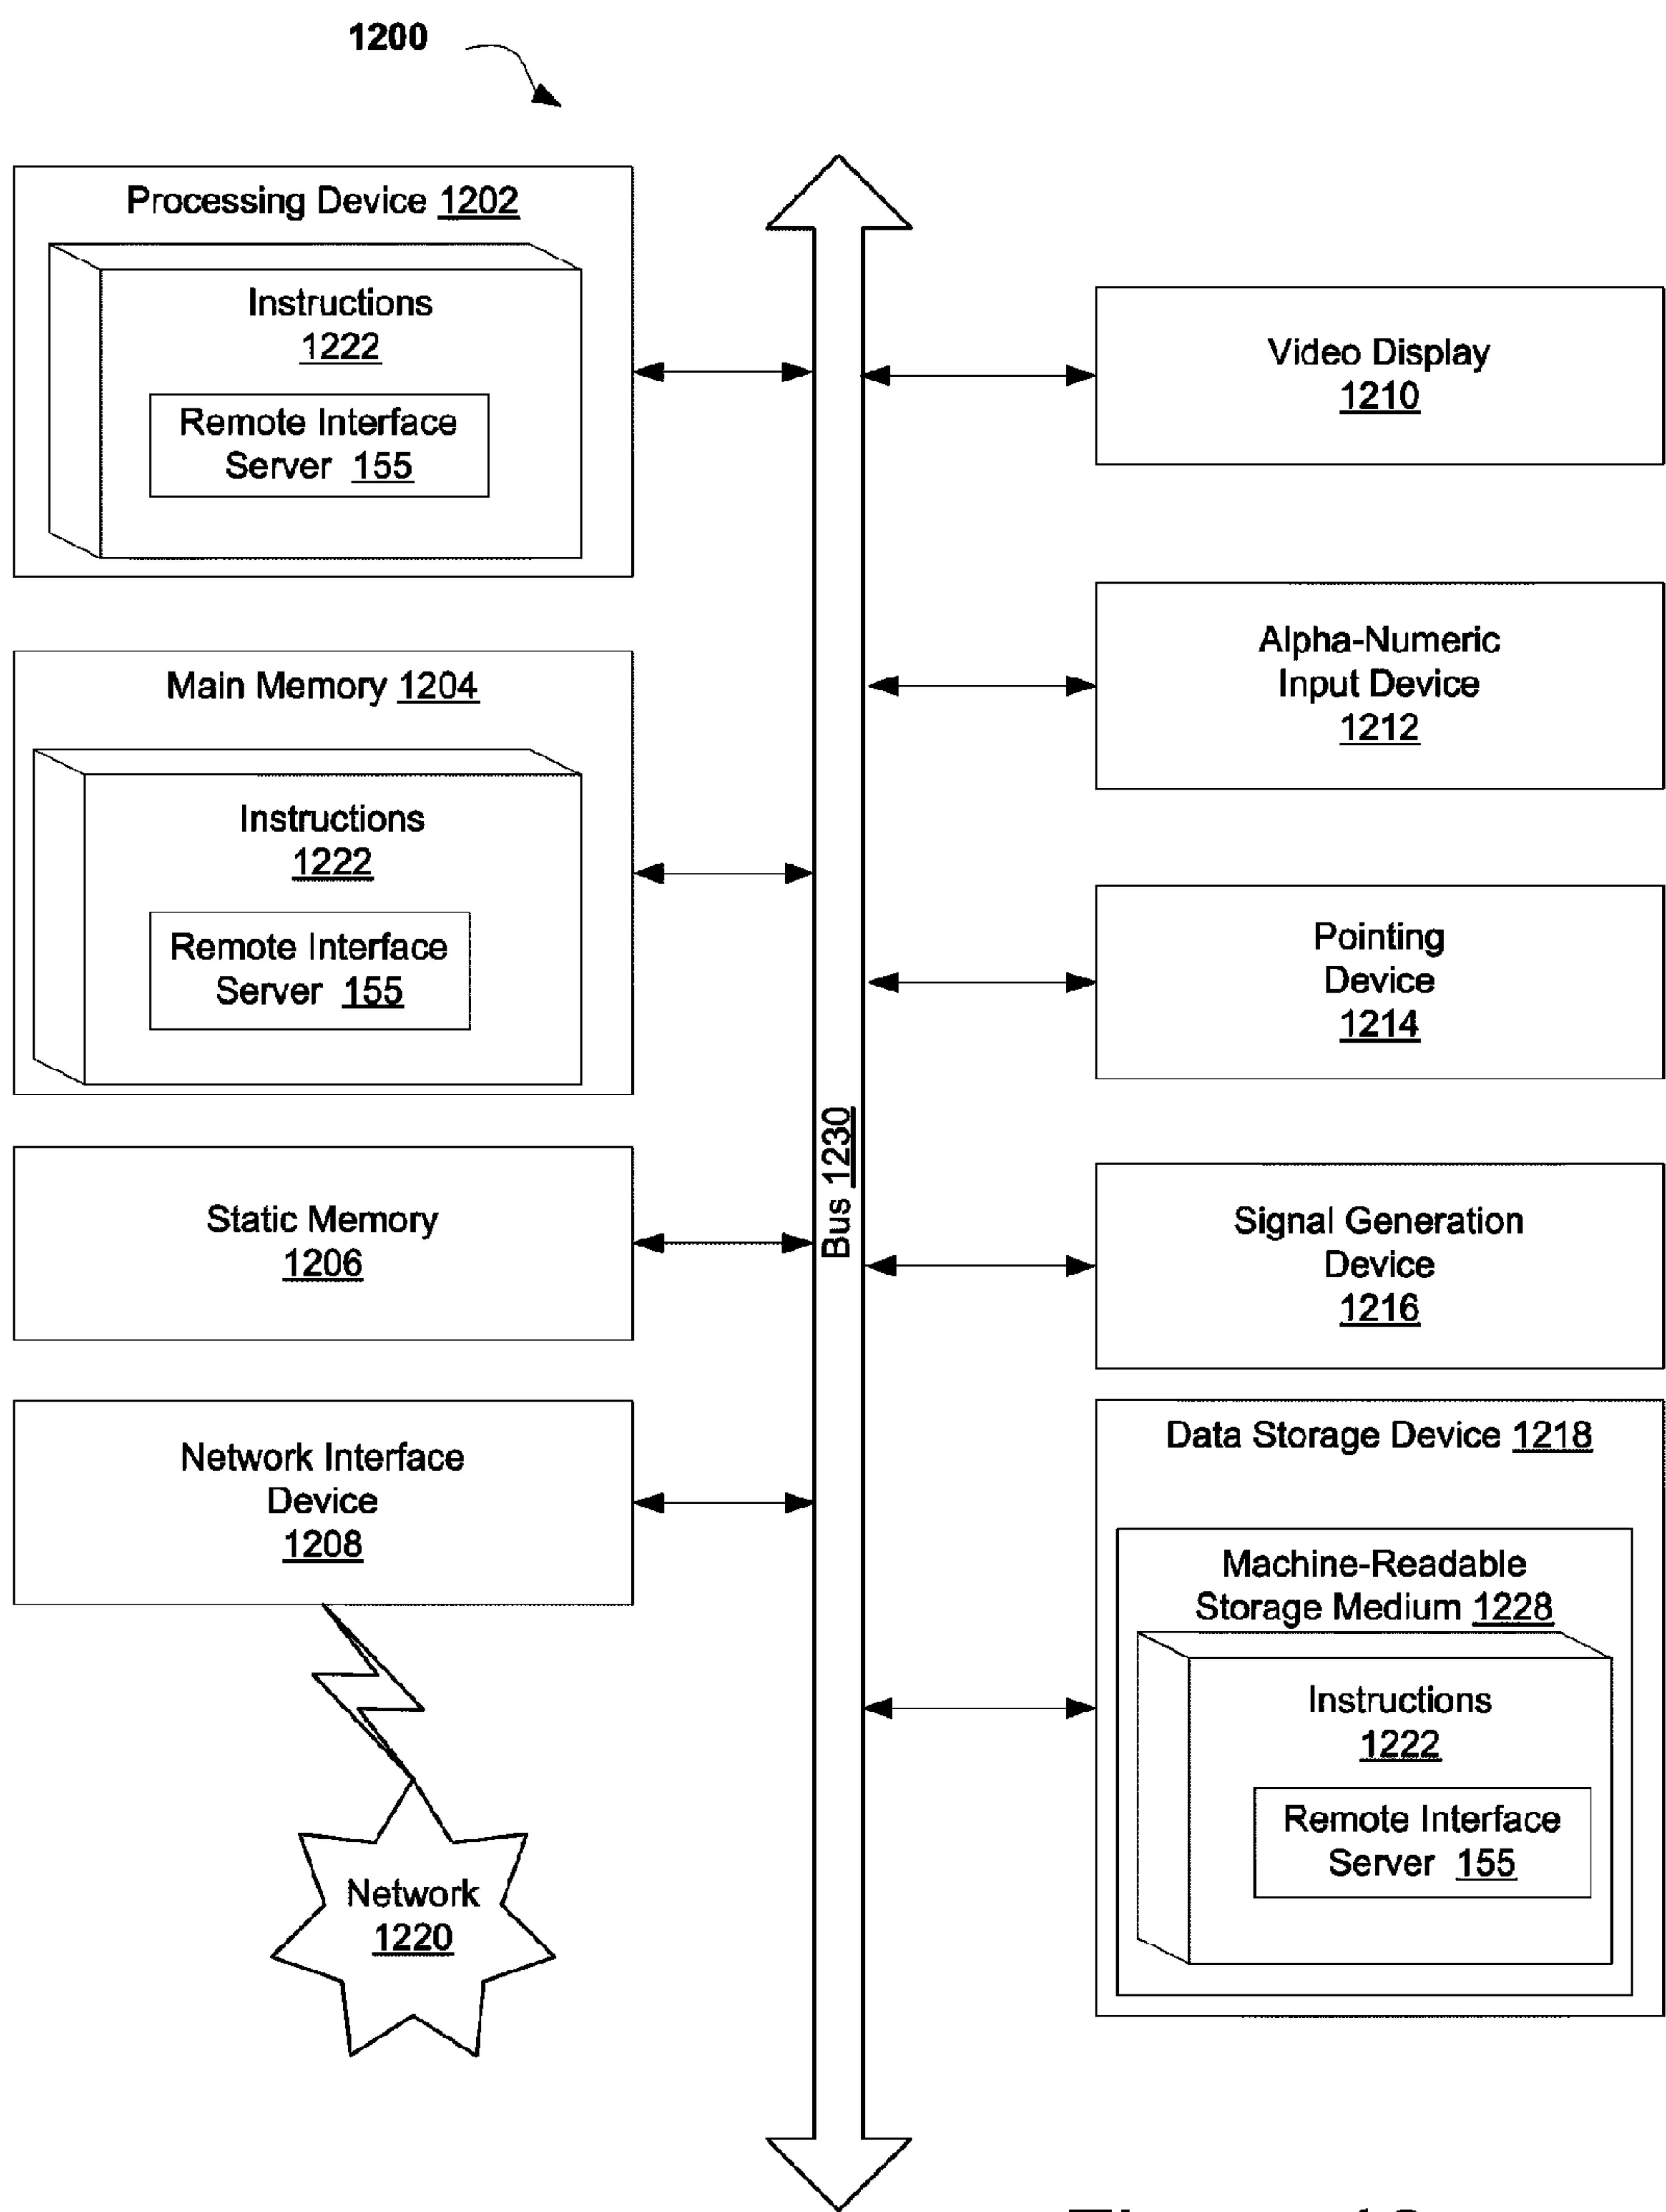 1200
Processing Device 1202
Instructions
1222
Remote Interface
Server 155
Main Memory 1204
Instructions
1222
Remote Interface
Server 155
Static Memory
1206
Network Interface
Device
1208
Network
1220
Bus 1230
Video Display
1210
Alpha-Numeric
Input Device
1212
Pointing
Device
1214
Signal Generation
Device
1216
Data Storage Device 1218
Machine-Readable
Storage Medium 1228
Instructions
1222
Remote Interface
Server 155